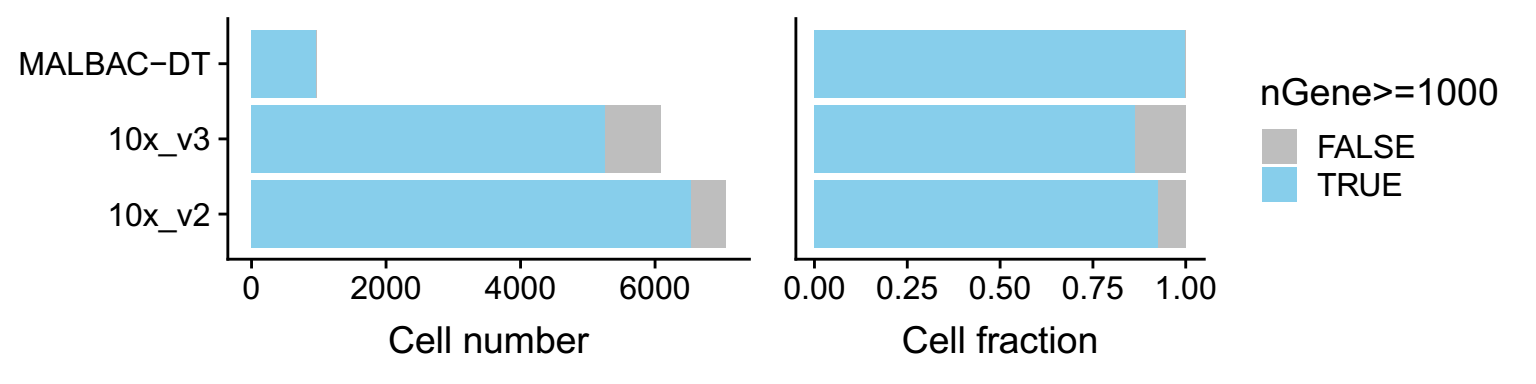 MALBAC−DT
10x_v3
10x_v2
0 2000 4000 6000
Cell number
0.00 0.25 0.50 0.75 1.00
Cell fraction
nGene>=1000
FALSE
TRUE